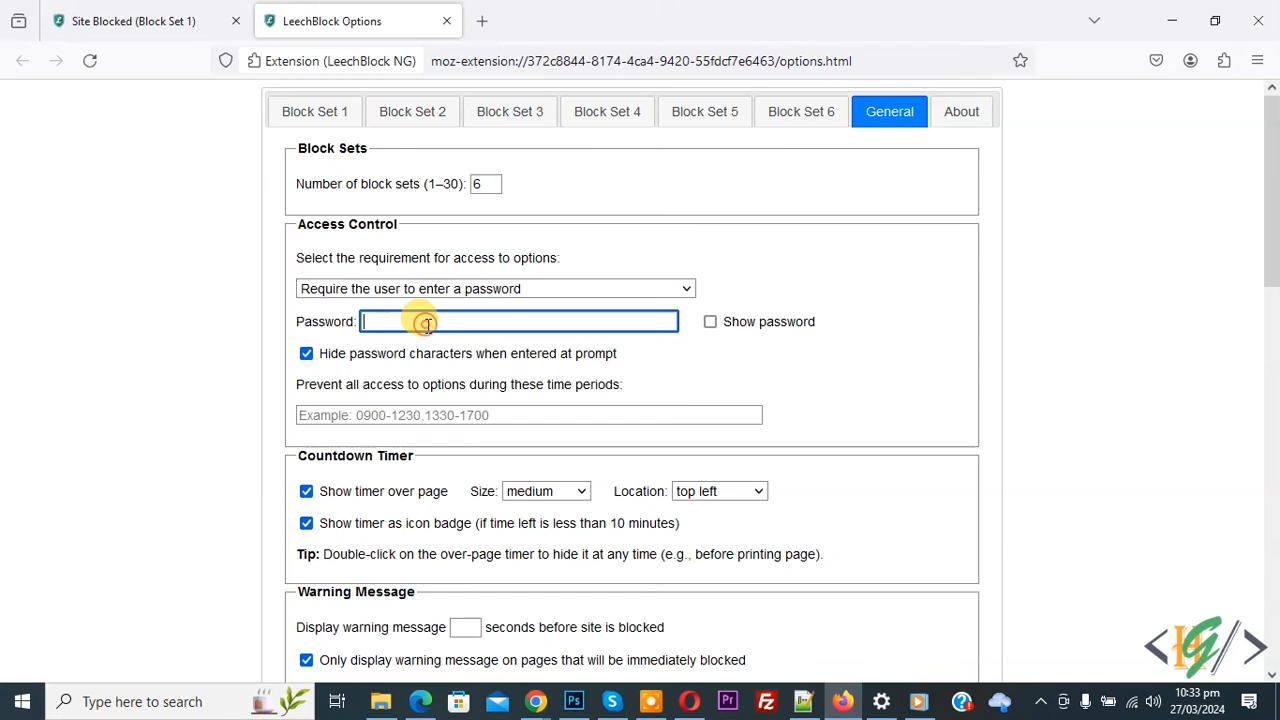 Site Blocked (Block Set 1)
LeechBlock Options
Extension (LeechBlock NG)
moz-extension://372c8844-8174-4ca4-9420-55fdcf7e6463/options.html
Block Set 1
Block Set 2
Block Set 3
Block Set 4
Block Set 5
Block Set 6
General
About
Block Sets
Number of block sets (1–30): 6
Access Control
Select the requirement for access to options:
Require the user to enter a password
Password:
Show password
Hide password characters when entered at prompt
Prevent all access to options during these time periods:
Example: 0900-1230,1330-1700
Countdown Timer
Show timer over page Size: medium Location: top left
Show timer as icon badge (if time left is less than 10 minutes)
Tip: Double-click on the over-page timer to hide it at any time (e.g., before printing page).
Warning Message
Display warning message seconds before site is blocked
Only display warning message on pages that will be immediately blocked
Type here to search
Ps
S
Pr
Fz
10:33 pm
27/03/2024